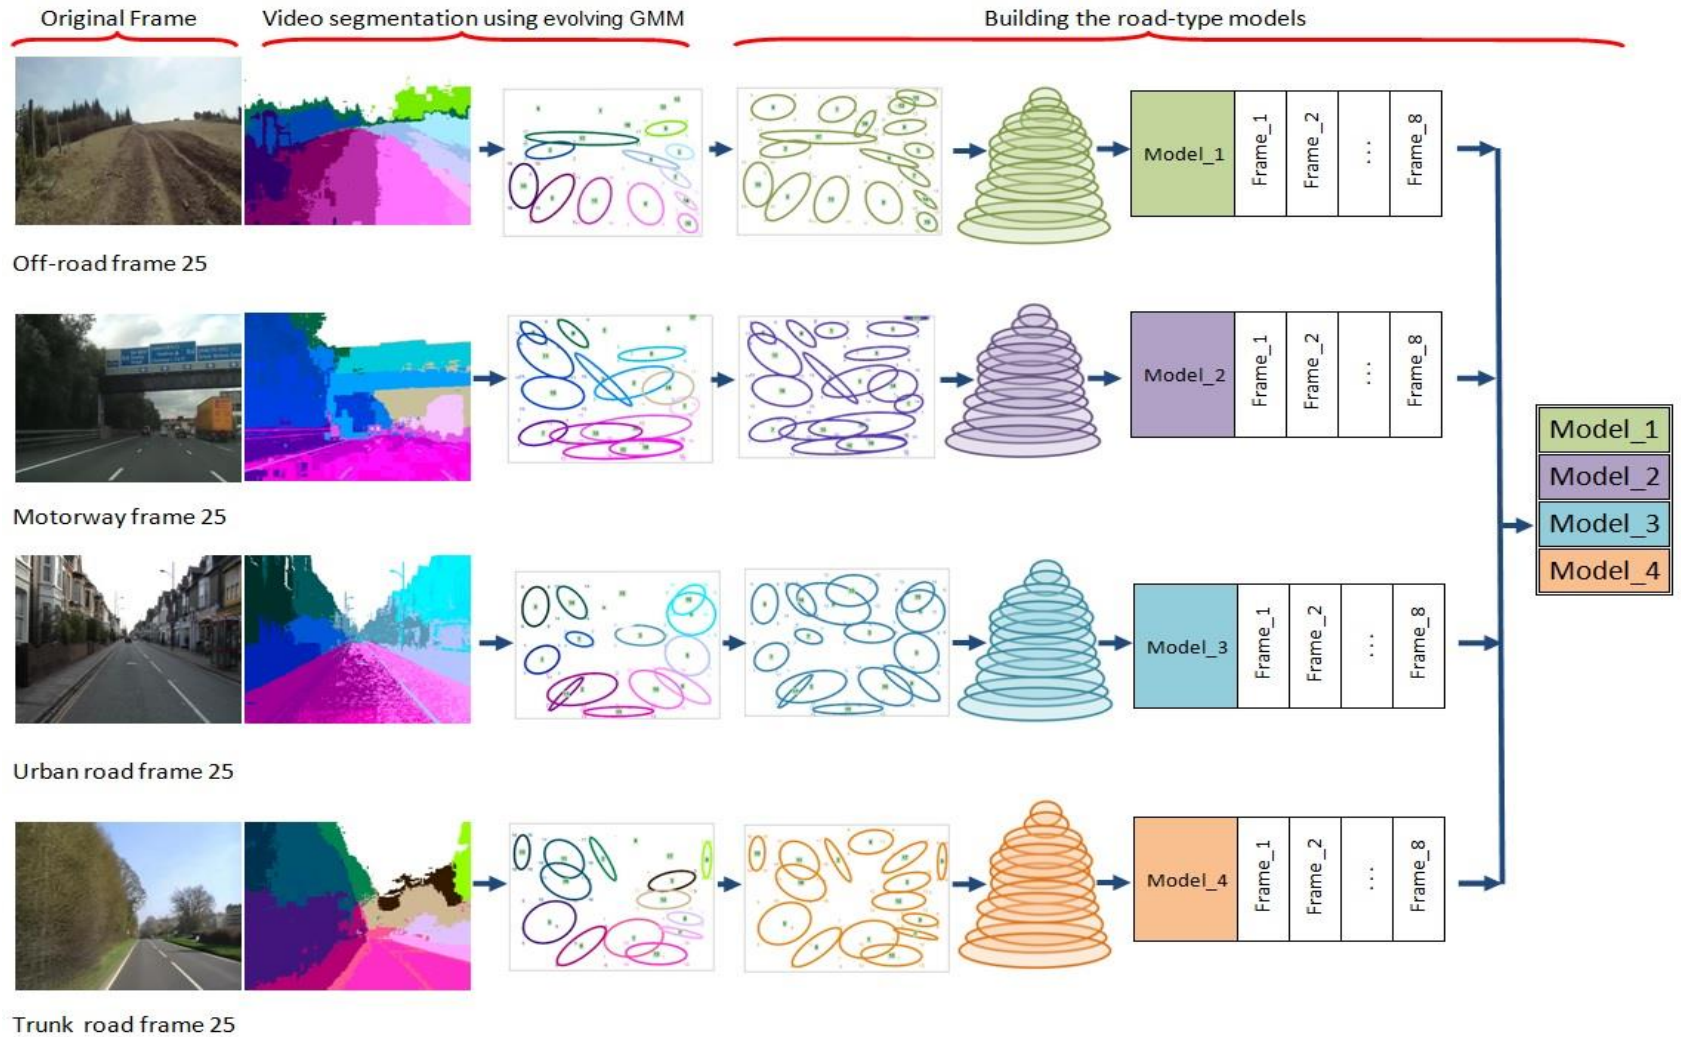 Original Frame
Video segmentation using evolving GMM
Building the road-type models
Model_1
Frame_1
Frame_2
...
Frame_8
Off-road frame 25
Model_2
Frame_1
Frame_2
...
Frame_8
Motorway frame 25
Model_1
Model_2
Model_3
Model_4
Model_3
Frame_1
Frame_2
...
Frame_8
Urban road frame 25
Model_4
Frame_1
Frame_2
...
Frame_8
Trunk road frame 25